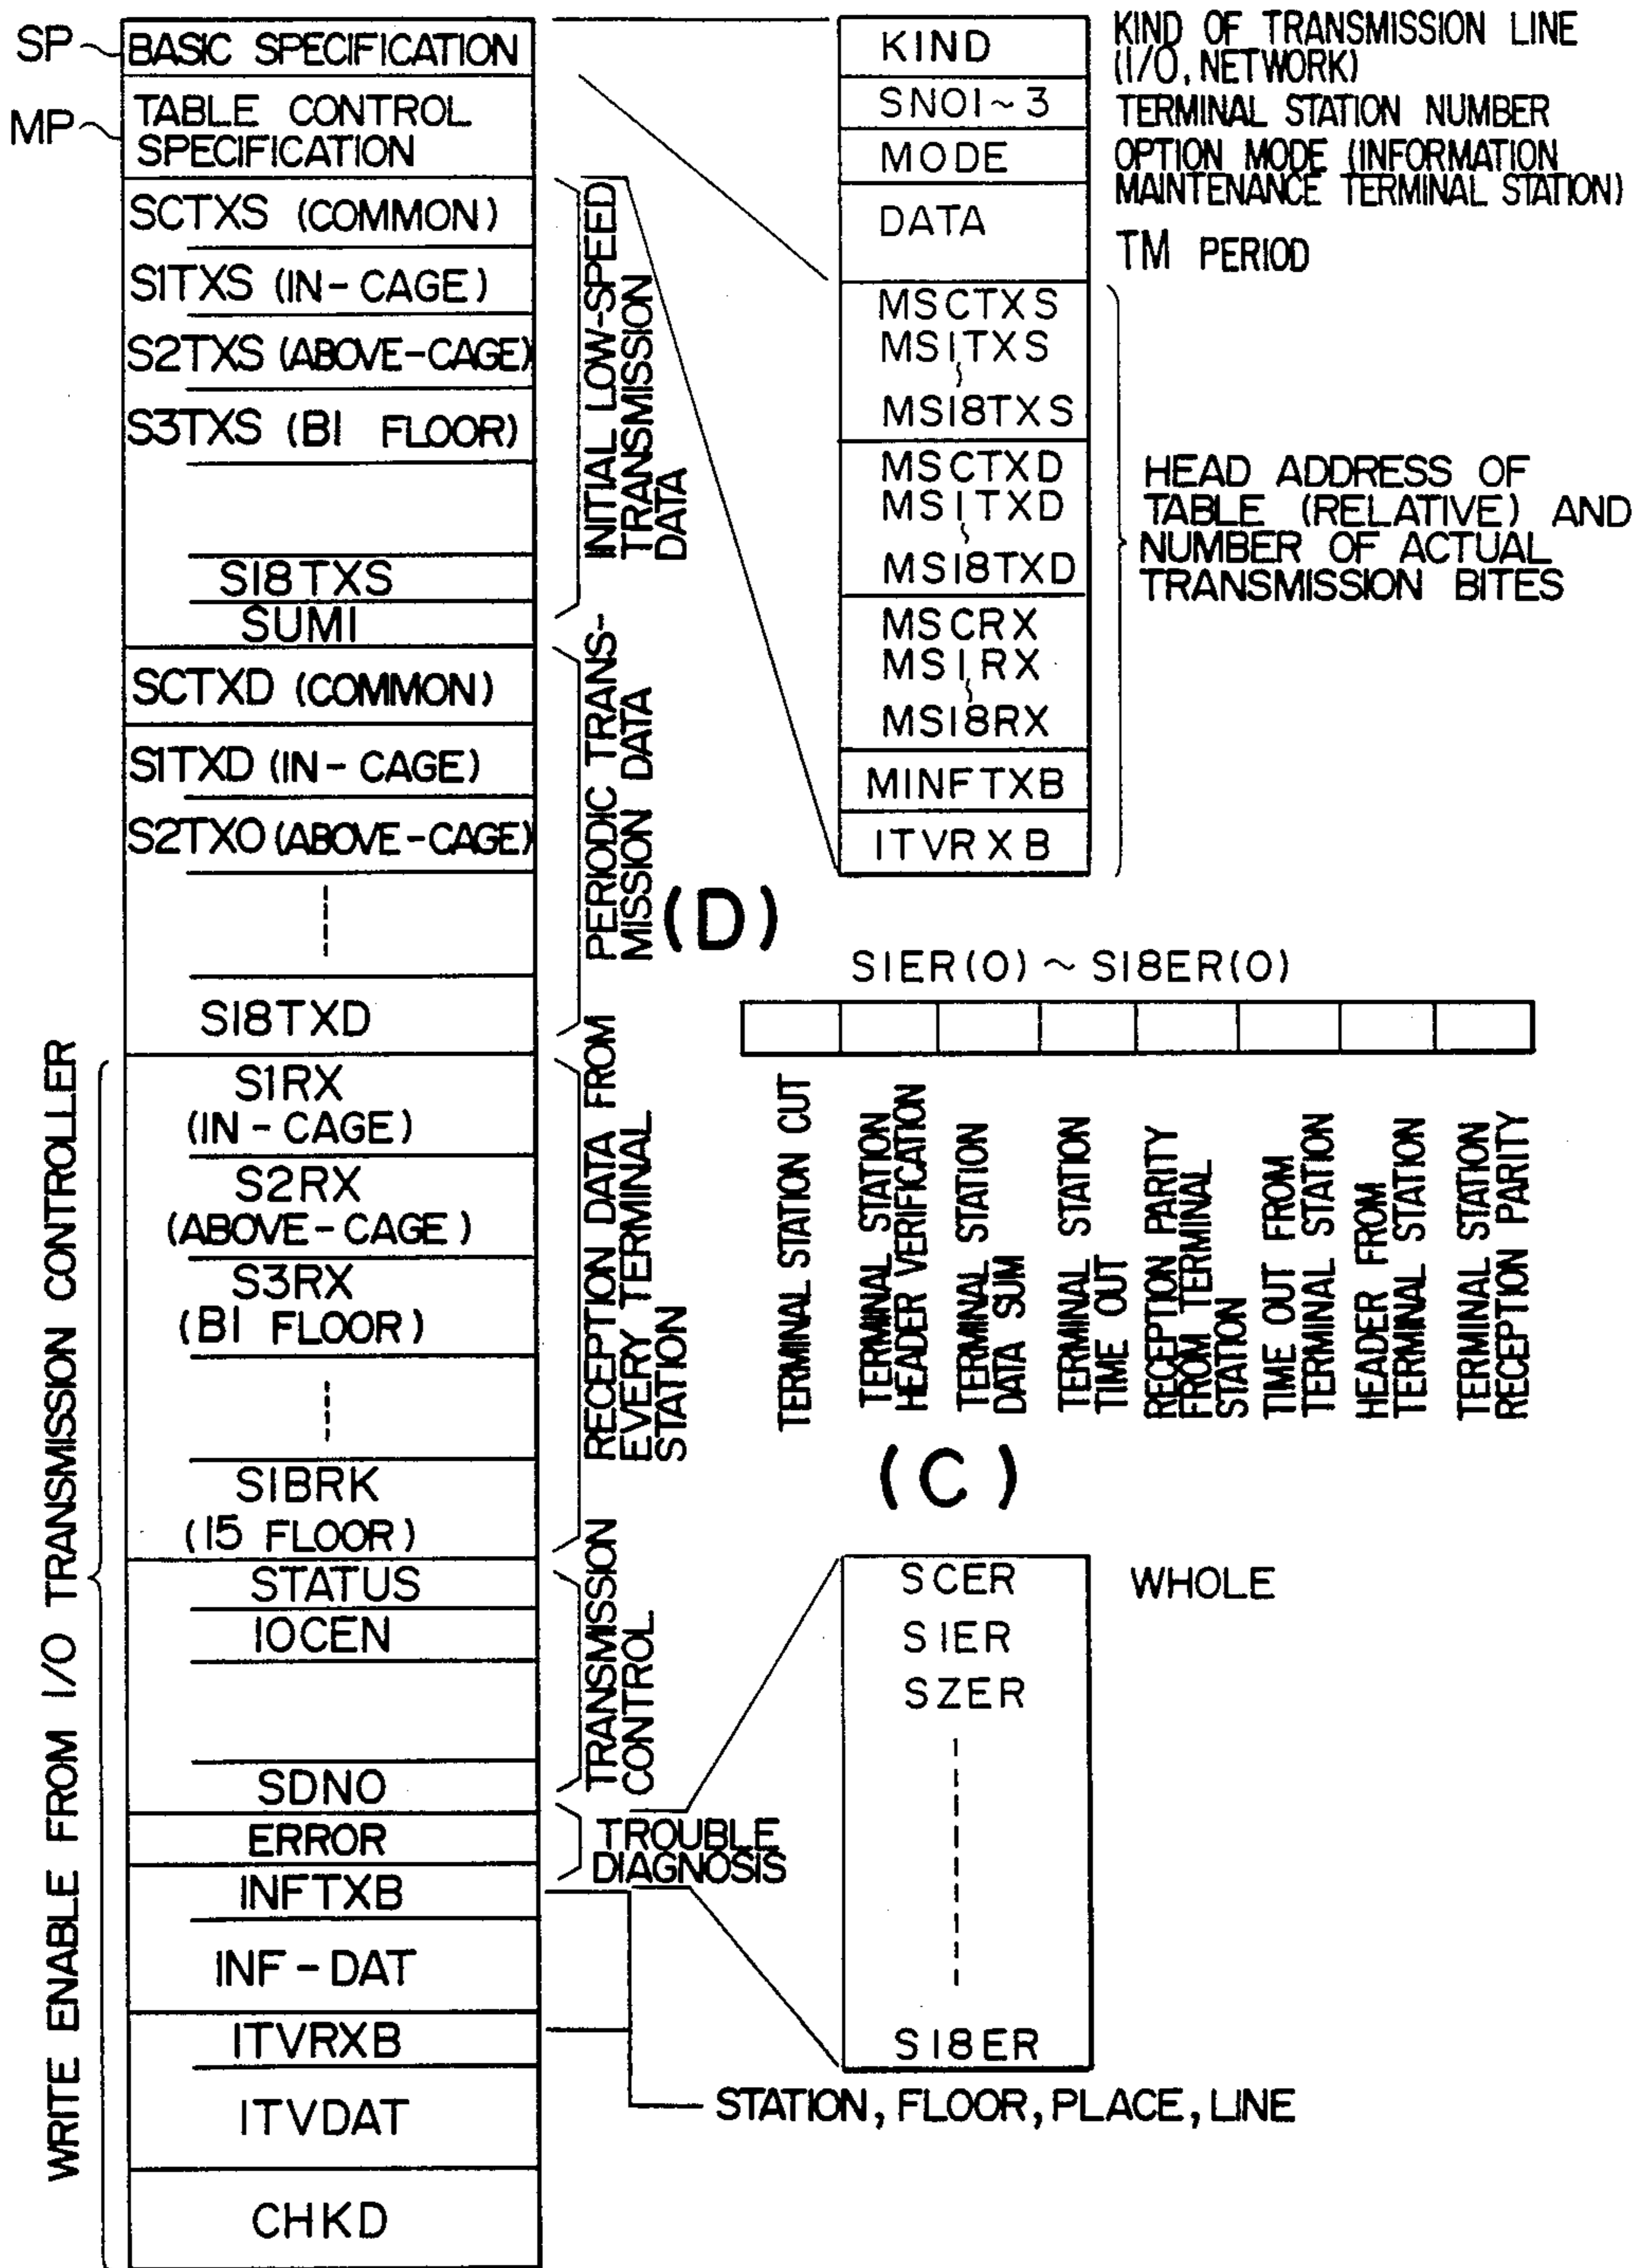 SP
BASIC SPECIFICATION
MP
TABLE CONTROL
SPECIFICATION
SCTXS (COMMON)
S1TXS (IN-CAGE)
S2TXS (ABOVE-CAGE)
S3TXS (B1 FLOOR)
S18TXS
SUM1
INITIAL LOW-SPEED
TRANSMISSION
DATA
SCTXD (COMMON)
S1TXD (IN-CAGE)
S2TXO (ABOVE-CAGE)
S18TXD
PERIODIC TRANS-
MISSION DATA
WRITE ENABLE FROM I/O TRANSMISSION CONTROLLER
S1RX
(IN-CAGE)
S2RX
(ABOVE-CAGE)
S3RX
(B1 FLOOR)
S1BRK
(15 FLOOR)
RECEPTION DATA FROM
EVERY TERMINAL
STATION
STATUS
IOCEN
SDNO
TRANSMISSION
CONTROL
ERROR
TROUBLE
DIAGNOSIS
INFTXB
INF-DAT
ITVRXB
ITVDAT
CHKD
STATION, FLOOR, PLACE, LINE
KIND
KIND OF TRANSMISSION LINE
(I/O, NETWORK)
SNO1~3
TERMINAL STATION NUMBER
MODE
OPTION MODE (INFORMATION
MAINTENANCE TERMINAL STATION)
DATA
TM PERIOD
MSCTXS
MS1TXS
MS18TXS
MSCTXD
MS1TXD
MS18TXD
MSCRX
MS1RX
MS18RX
MINFTXB
ITVRXB
HEAD ADDRESS OF
TABLE (RELATIVE) AND
NUMBER OF ACTUAL
TRANSMISSION BITES
(D)
S1ER(0) ~ S18ER(0)
TERMINAL STATION CUT
TERMINAL STATION
HEADER VERIFICATION
TERMINAL STATION
DATA SUM
TERMINAL STATION
TIME OUT
RECEPTION PARITY
FROM TERMINAL
STATION
TIME OUT FROM
TERMINAL STATION
HEADER FROM
TERMINAL STATION
TERMINAL STATION
RECEPTION PARITY
(C)
SCER
WHOLE
S1ER
SZER
S18ER